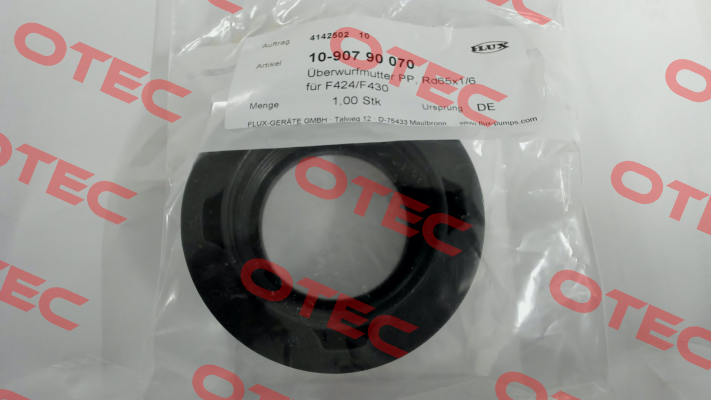 Auftrag 4142502 10
FLUX
Artikel 10-907 90 070
Überwurfmutter PP, Rd65x1/6
für F424/F430
Menge 1,00 Stk Ursprung DE
FLUX-GERÄTE GMBH · Talweg 12 · D-75433 Maulbronn · www.flux-pumps.com
OTEC
OTEC
OTEC
OTEC
OTEC
OTEC
OTEC
OTEC
OTEC